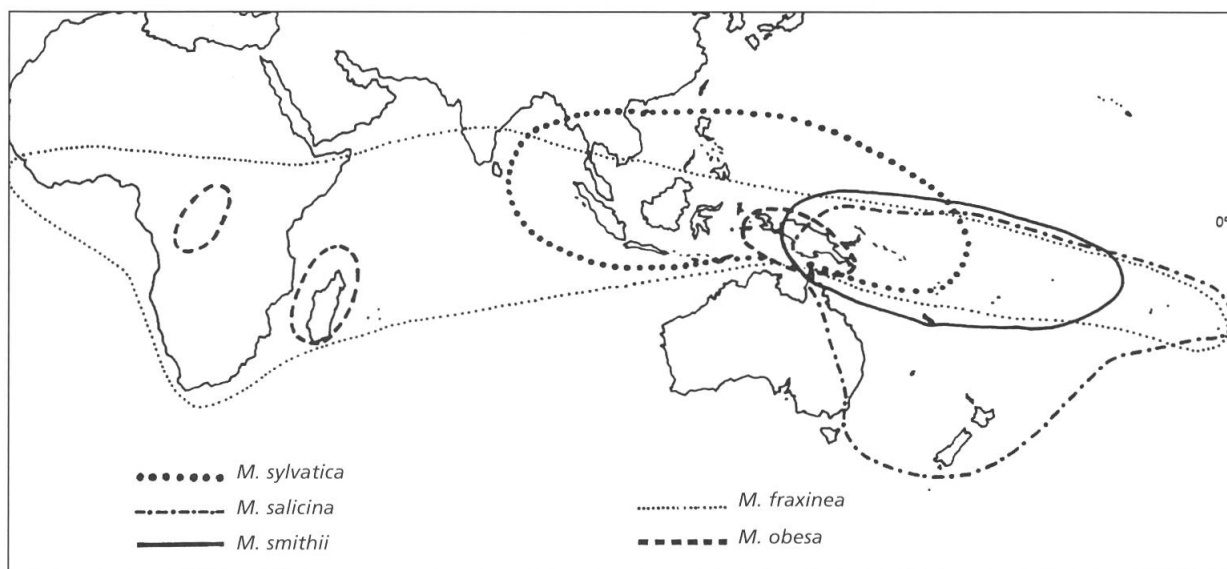 0°
M. sylvatica
M. salicina
M. smithii
M. fraxinea
M. obesa